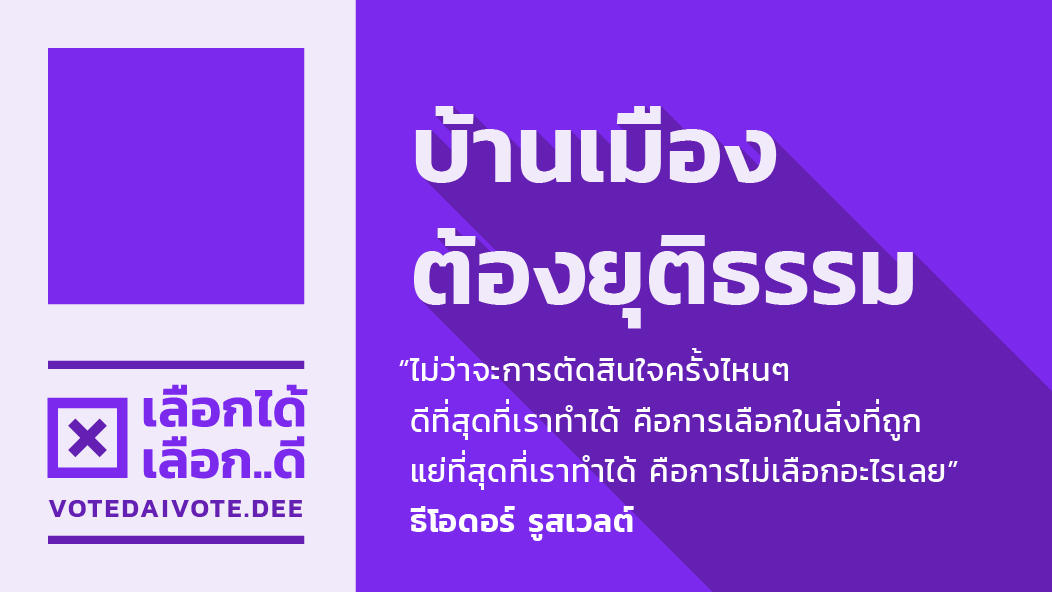 เลือกได้
เลือก..ดี
VOTEDAIVOTE.DEE
บ้านเมือง
ต้องยุติธรรม
“ไม่ว่าจะการตัดสินใจครั้งไหนๆ
ดีที่สุดที่เราทำได้ คือการเลือกในสิ่งที่ถูก
แย่ที่สุดที่เราทำได้ คือการไม่เลือกอะไรเลย”
ธีโอดอร์ รูสเวลต์